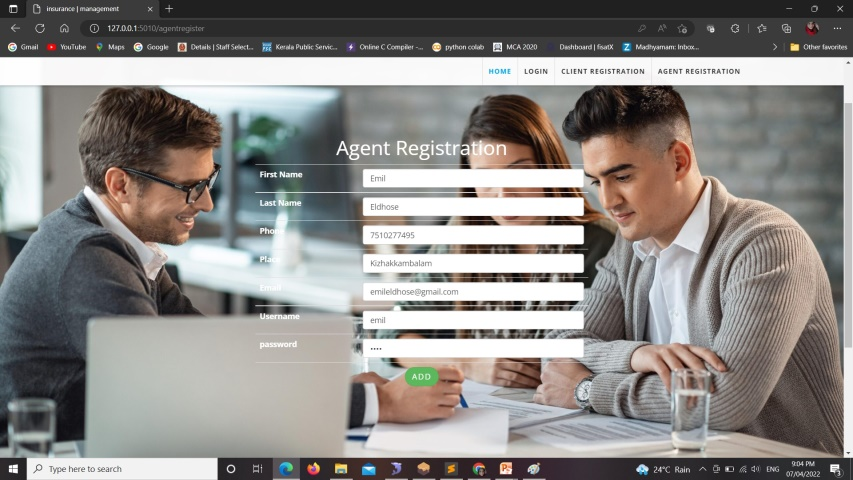 insurance | management
127.0.0.1:5010/agentregister
Gmail YouTube Maps Google Details | Staff Select... Kerala Public Servic... Online C Compiler -... python colab MCA 2020 Dashboard | fisatX Madhyamam: Inbox... Other favorites
HOME LOGIN CLIENT REGISTRATION AGENT REGISTRATION
Agent Registration
First Name Emil
Last Name Eldhose
Phone 7510277495
Place Kizhakkambalam
Email emileldhose@gmail.com
Username emil
password ••••
ADD
Type here to search 24°C Rain ENG 9:04 PM
07/04/2022